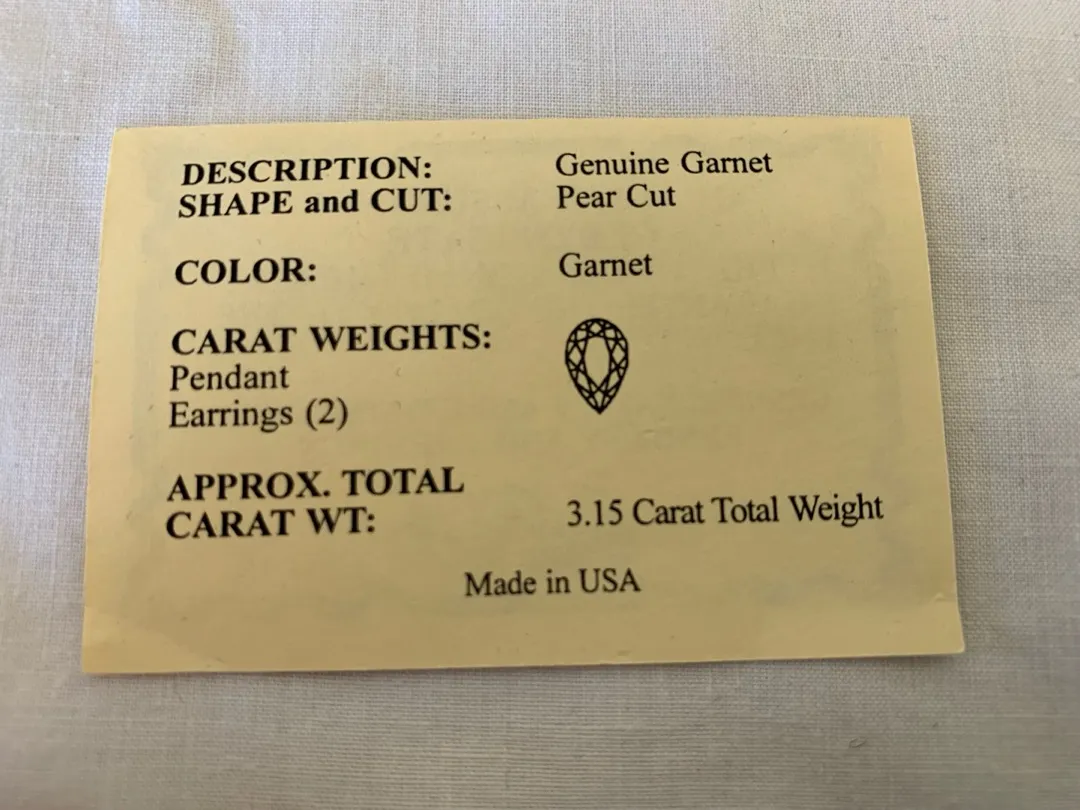 DESCRIPTION: Genuine Garnet
SHAPE and CUT: Pear Cut
COLOR: Garnet
CARAT WEIGHTS:
Pendant
Earrings (2)
APPROX. TOTAL
CARAT WT: 3.15 Carat Total Weight
Made in USA